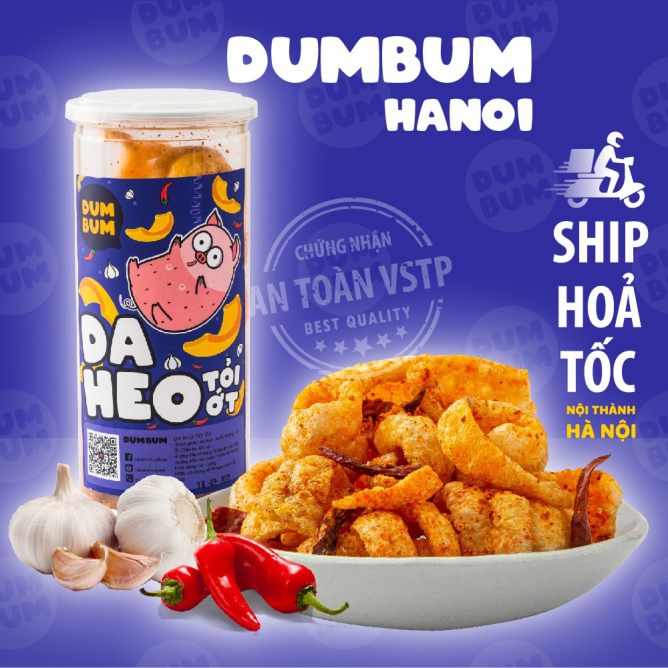 DUMBUM
HANOI
SHIP
HOẢ
TỐC
NỘI THÀNH
HÀ NỘI
CHỨNG NHẬN
AN TOÀN VSTP
BEST QUALITY
DUM
BUM
DA
HEO
TỎI
ỚT
DUMBUM